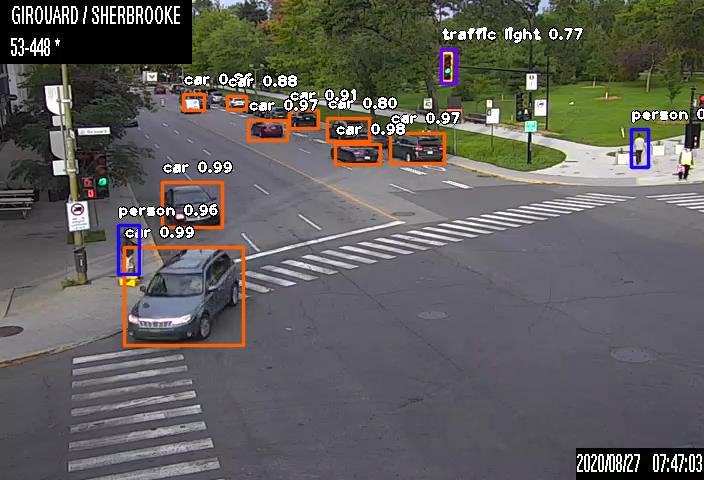 GIROUARD / SHERBROOKE
53-448 *
traffic light 0.77
car 0.88
car 0.91
car 0.97
car 0.80
car 0.98
car 0.97
person 0
car 0.99
person 0.96
car 0.99
2020/08/27 07:47:03